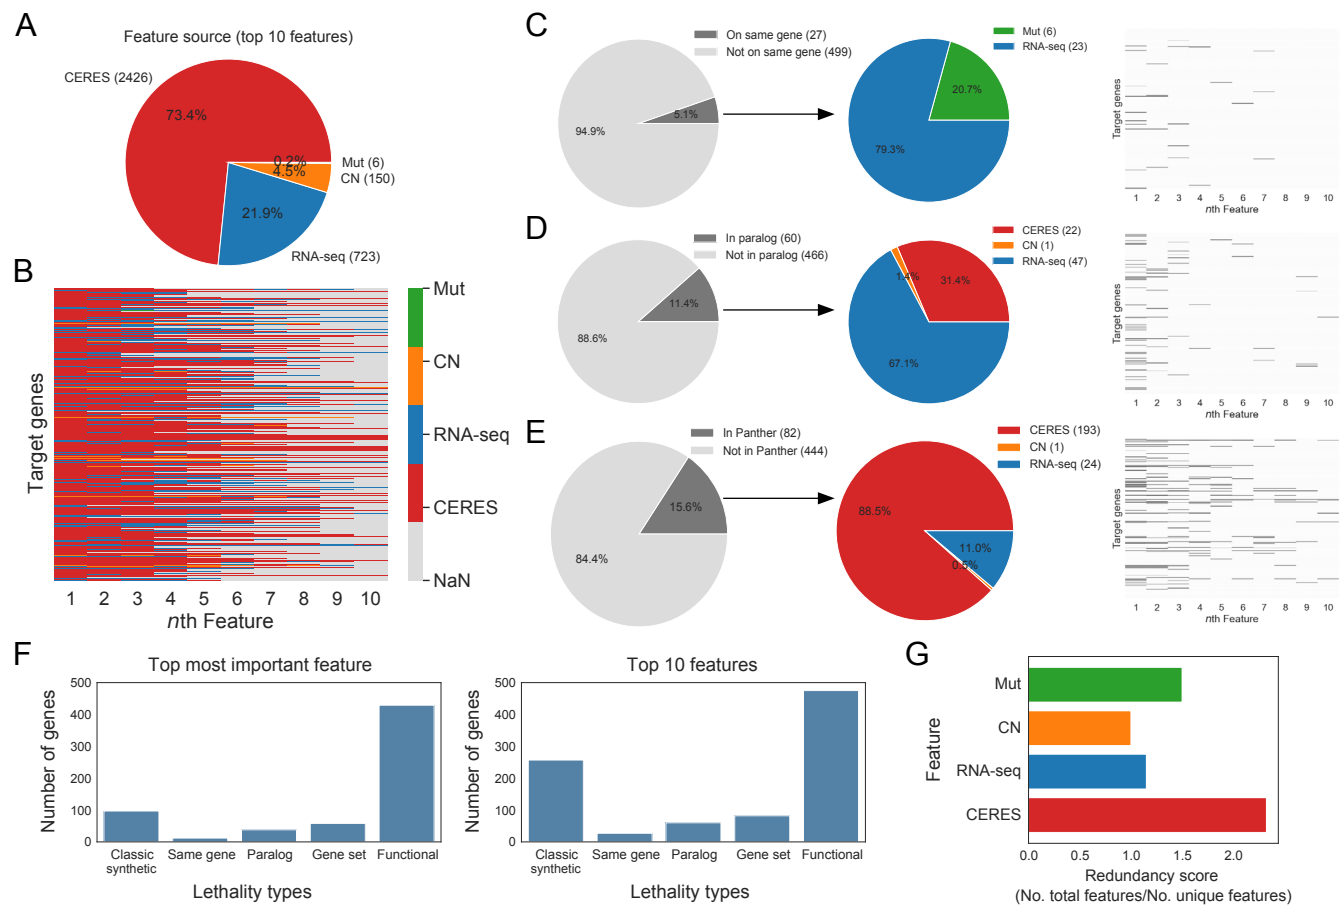 A
Feature source (top 10 features)
CERES (2426)
73.4%
0.2%
4.5%
21.9%
Mut (6)
CN (150)
RNA-seq (723)
B
Target genes
Mut
CN
RNA-seq
CERES
NaN
1 2 3 4 5 6 7 8 9 10
nth Feature
C
On same gene (27)
Not on same gene (499)
5.1%
94.9%
Mut (6)
RNA-seq (23)
20.7%
79.3%
Target genes
1 2 3 4 5 6 7 8 9 10
nth Feature
D
In paralog (60)
Not in paralog (466)
11.4%
88.6%
CERES (22)
CN (1)
RNA-seq (47)
1.4%
31.4%
67.1%
Target genes
1 2 3 4 5 6 7 8 9 10
nth Feature
E
In Panther (82)
Not in Panther (444)
15.6%
84.4%
CERES (193)
CN (1)
RNA-seq (24)
88.5%
11.0%
0.5%
Target genes
1 2 3 4 5 6 7 8 9 10
nth Feature
F
Top most important feature
Number of genes
500
400
300
200
100
0
Classic synthetic
Same gene
Paralog
Gene set
Functional
Lethality types
Top 10 features
Number of genes
500
400
300
200
100
0
Classic synthetic
Same gene
Paralog
Gene set
Functional
Lethality types
G
Feature
Mut
CN
RNA-seq
CERES
0.0 0.5 1.0 1.5 2.0
Redundancy score
(No. total features/No. unique features)